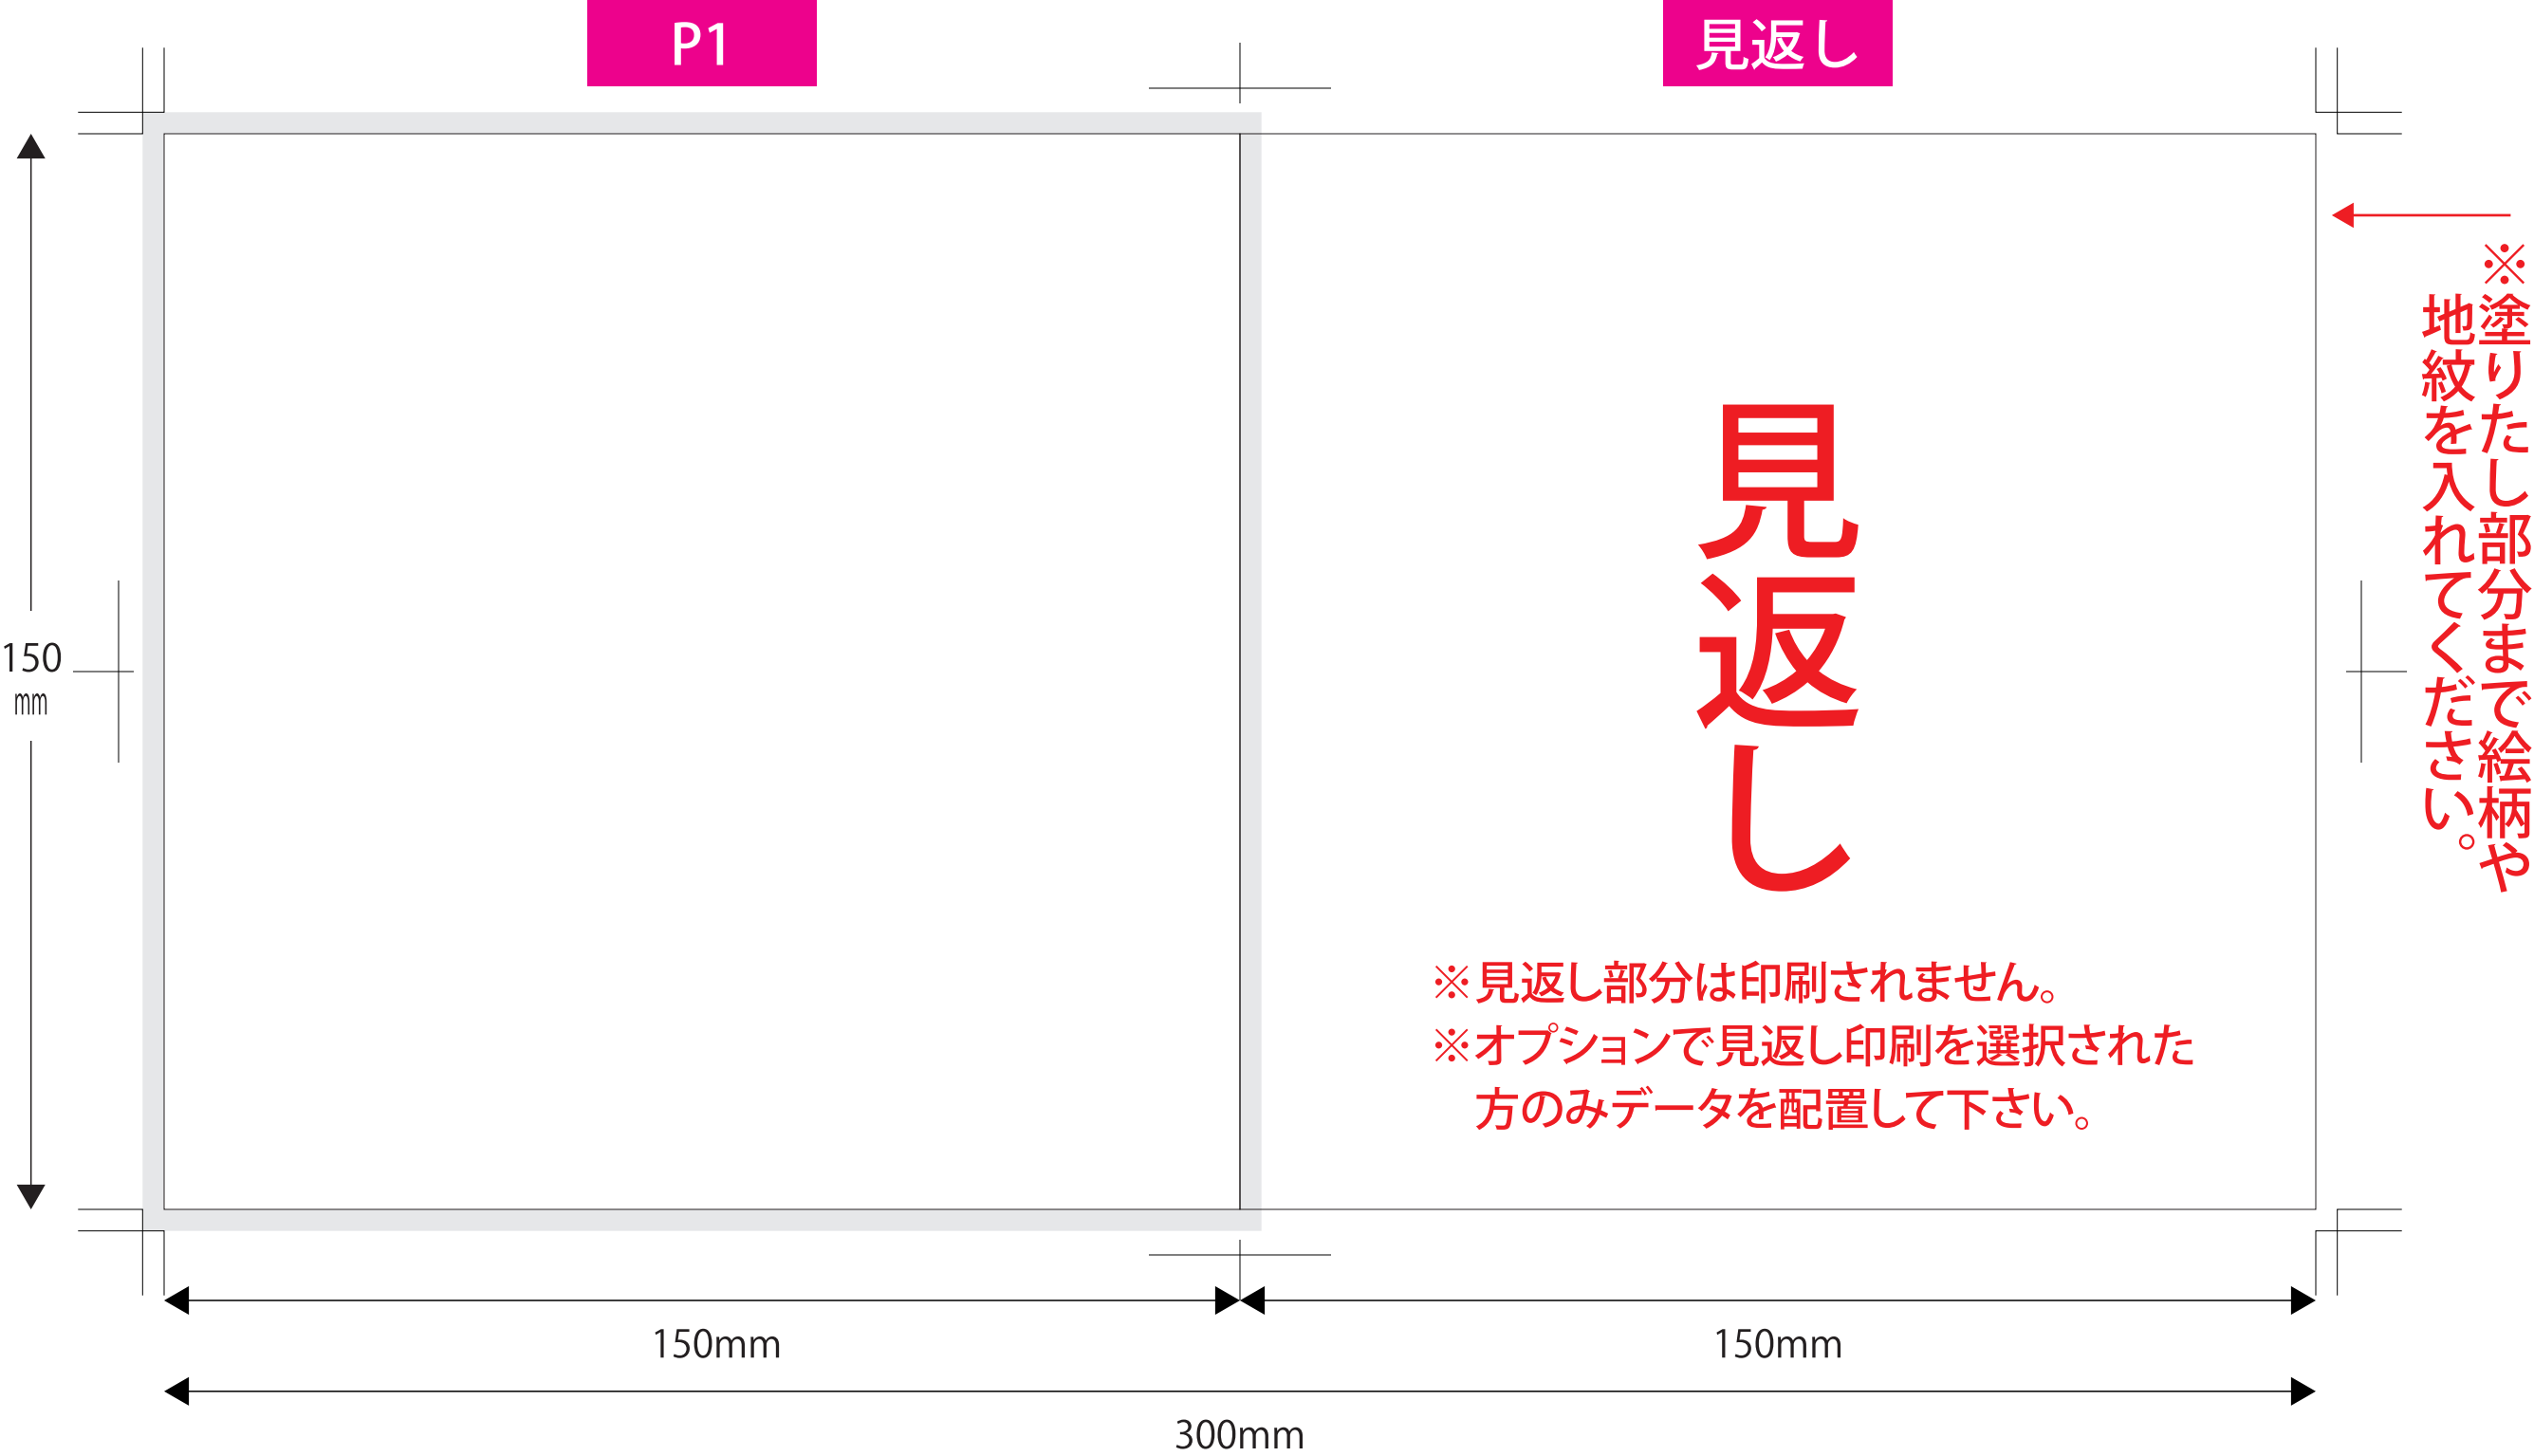 P1
見返し
※塗りたし部分まで絵柄や
地紋を入れてください。
見返し
※見返し部分は印刷されません。
※オプションで見返し印刷を選択された
方のみデータを配置して下さい。
150
mm
150mm
150mm
300mm